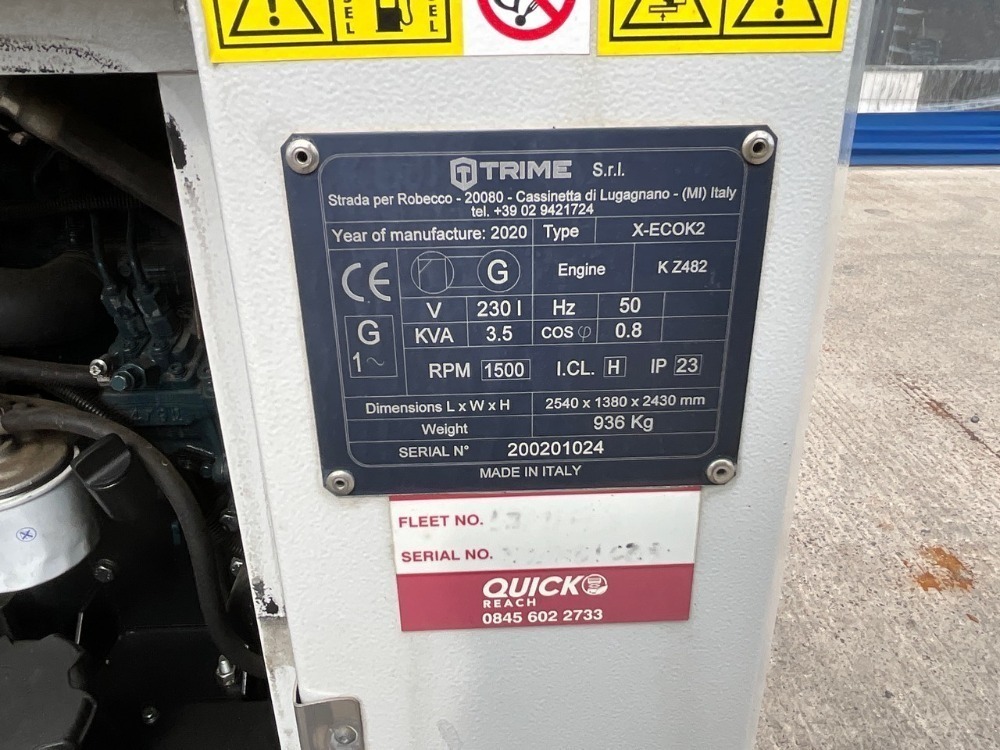 DIESEL
TRIME S.r.l.
Strada per Robecco - 20080 - Cassinetta di Lugagnano - (MI) Italy
tel. +39 02 9421724
Year of manufacture: 2020 Type X-ECOK2
CE G Engine K Z482
V 230 I Hz 50
G KVA 3.5 COS φ 0.8
1~ RPM 1500 I.CL. H IP 23
Dimensions L x W x H 2540 x 1380 x 2430 mm
Weight 936 Kg
SERIAL N° 200201024
MADE IN ITALY
FLEET NO.
SERIAL NO.
QUICK
REACH
0845 602 2733